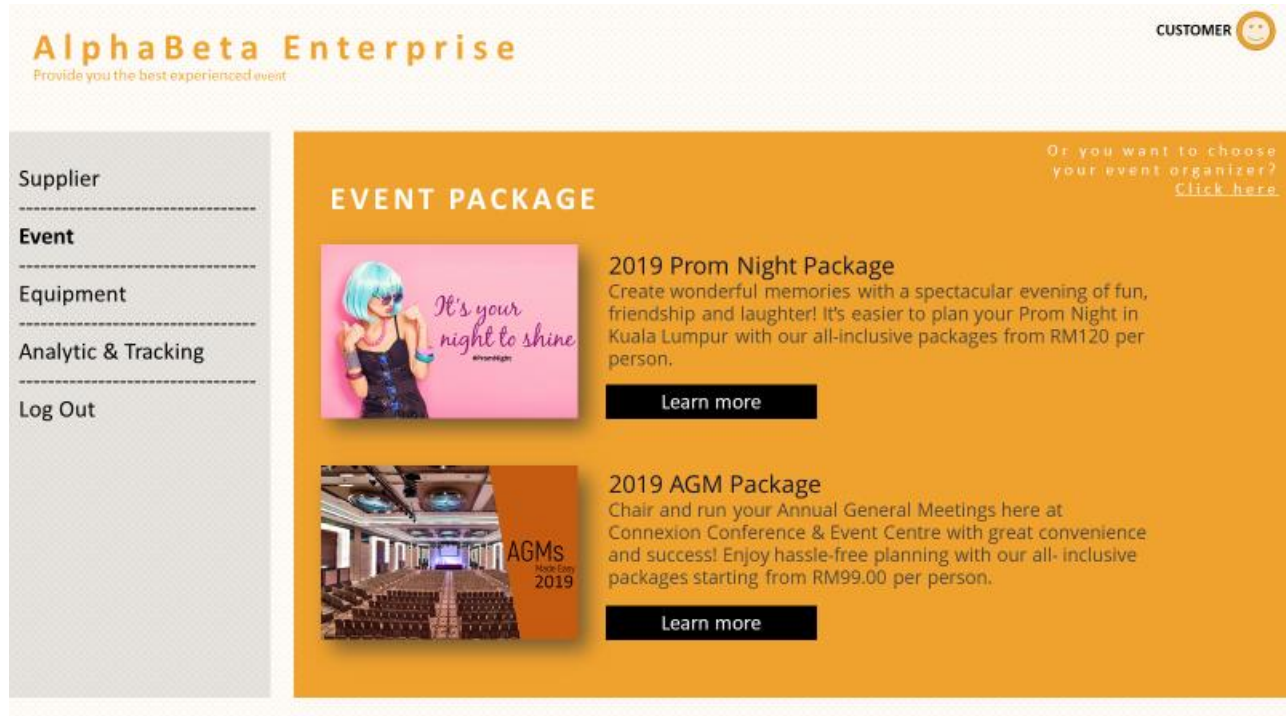 AlphaBeta Enterprise
Provide you the best experienced event
CUSTOMER
Supplier
--------------------------------
Event
--------------------------------
Equipment
--------------------------------
Analytic & Tracking
--------------------------------
Log Out
Or you want to choose
your event organizer?
Click here
EVENT PACKAGE
It's your
night to shine
#PromNight
2019 Prom Night Package
Create wonderful memories with a spectacular evening of fun,
friendship and laughter! It's easier to plan your Prom Night in
Kuala Lumpur with our all-inclusive packages from RM120 per
person.
Learn more
AGMs
Made Easy
2019
2019 AGM Package
Chair and run your Annual General Meetings here at
Connexion Conference & Event Centre with great convenience
and success! Enjoy hassle-free planning with our all- inclusive
packages starting from RM99.00 per person.
Learn more